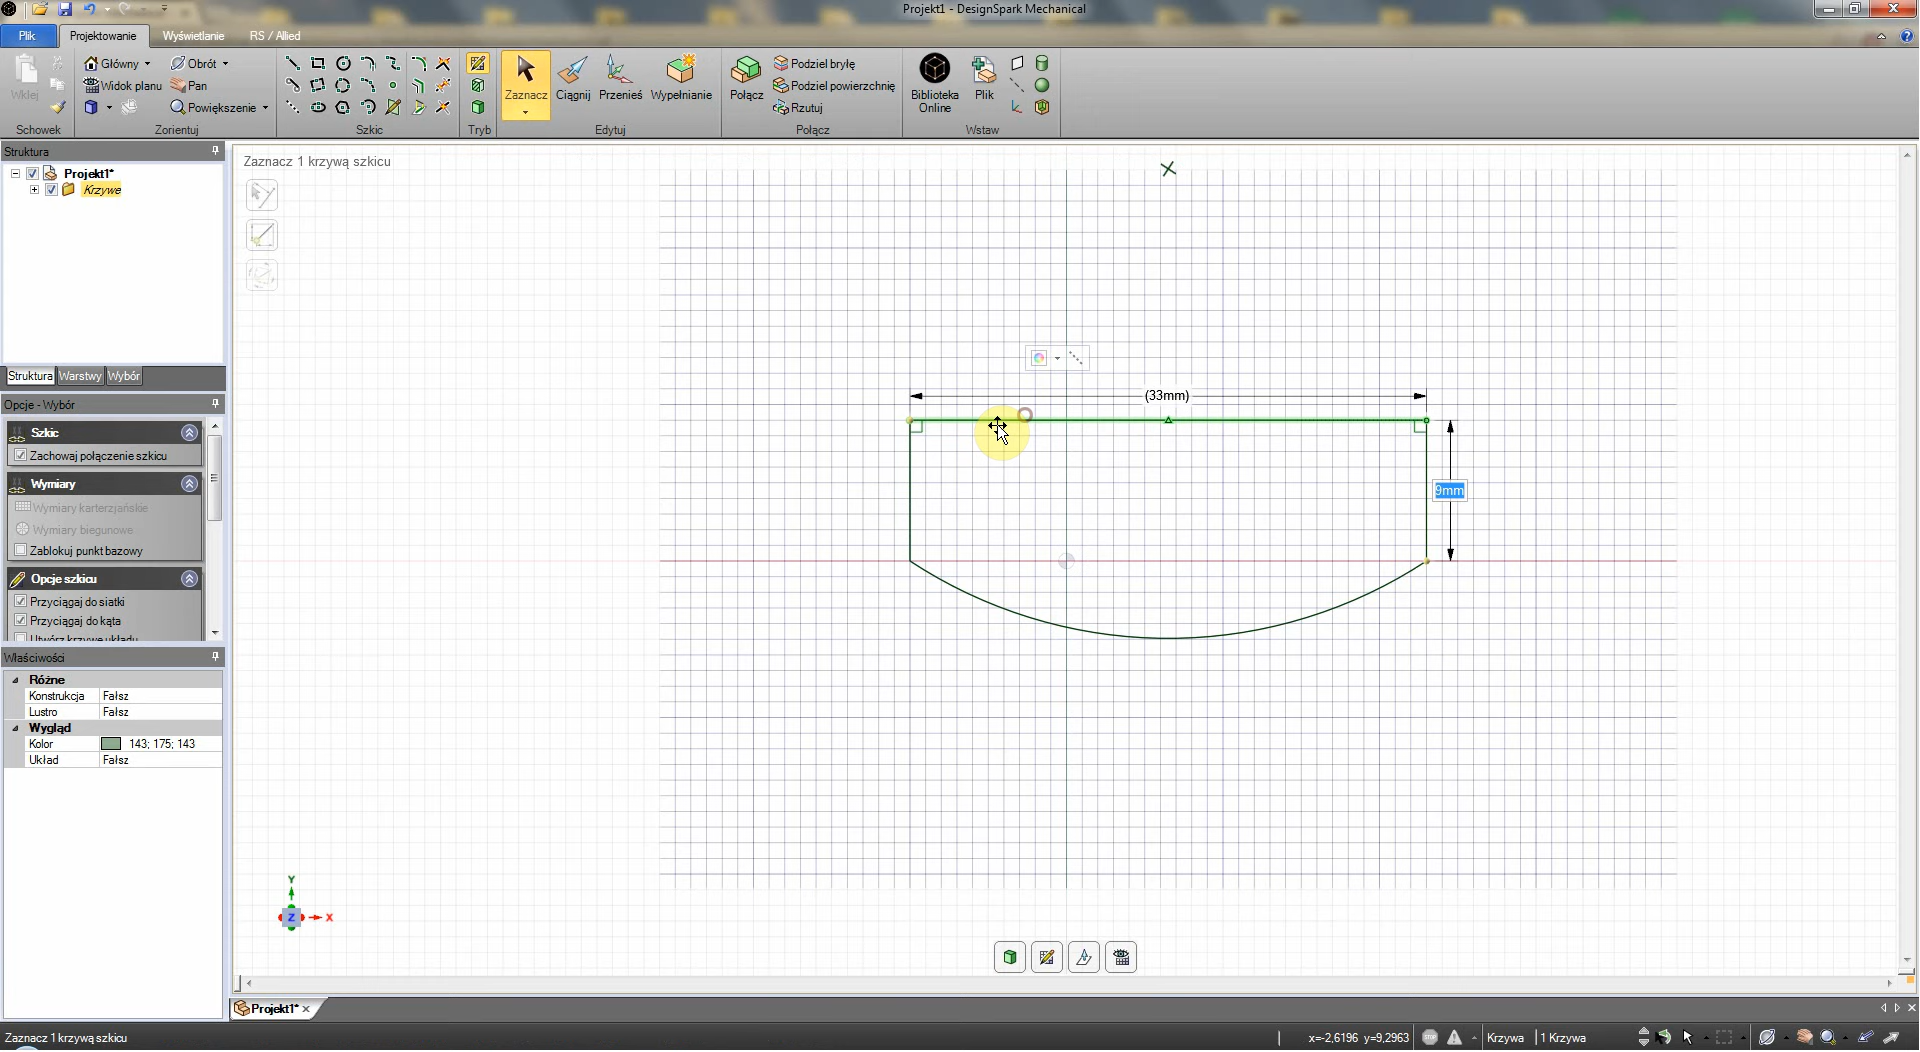 Projekt1 - DesignSpark Mechanical
Plik
Projektowanie
Wyświetlanie
RS / Allied
Wklej
Schowek
Główny
Obrót
Widok planu
Pan
Powiększenie
Zorientuj
Szkic
Tryb
Zaznacz
Ciągnij
Przenieś
Wypełnianie
Edytuj
Połącz
Podziel bryłę
Podziel powierzchnię
Rzutuj
Połącz
Biblioteka
Online
Plik
Wstaw
Struktura
Projekt1*
Krzywe
Struktura
Warstwy
Wybór
Opcje - Wybór
Szkic
Zachowaj połączenie szkicu
Wymiary
Wymiary karterzjańskie
Wymiary biegunowe
Zablokuj punkt bazowy
Opcje szkicu
Przyciągaj do siatki
Przyciągaj do kąta
Utwórz krzywe układu
Właściwości
Różne
Konstrukcja Fałsz
Lustro Fałsz
Wygląd
Kolor 143; 175; 143
Układ Fałsz
Zaznacz 1 krzywą szkicu
(33mm)
9mm
Y
Z
X
Projekt1*
Zaznacz 1 krzywą szkicu
x=-2,6196 y=9,2963
Krzywa
1 Krzywa